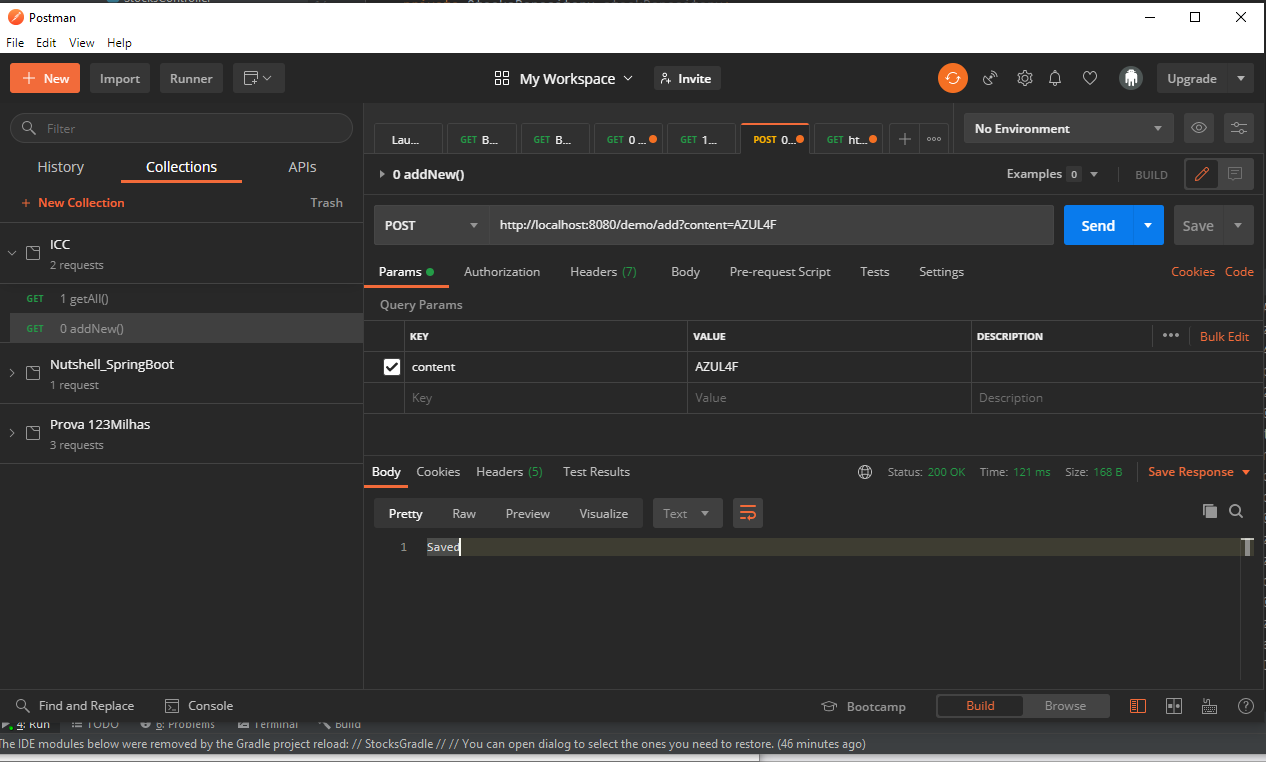 Postman
File Edit View Help
New Import Runner My Workspace Invite Upgrade
Filter
History Collections APIs
New Collection Trash
ICC
2 requests
GET 1 getAll()
GET 0 addNew()
Nutshell_SpringBoot
1 request
Prova 123Milhas
3 requests
Lau... GET B... GET B... GET 0 ... GET 1... POST 0... GET ht... No Environment
0 addNew() Examples 0 BUILD
POST http://localhost:8080/demo/add?content=AZUL4F Send Save
Params Authorization Headers (7) Body Pre-request Script Tests Settings Cookies Code
Query Params
KEY VALUE DESCRIPTION Bulk Edit
content AZUL4F
Key Value Description
Body Cookies Headers (5) Test Results Status: 200 OK Time: 121 ms Size: 168 B Save Response
Pretty Raw Preview Visualize Text
1 Saved
Find and Replace Console Bootcamp Build Browse
4: Run TODO 6: Problems Terminal Build
The IDE modules below were removed by the Gradle project reload: // StocksGradle // // You can open dialog to select the ones you need to restore. (46 minutes ago)